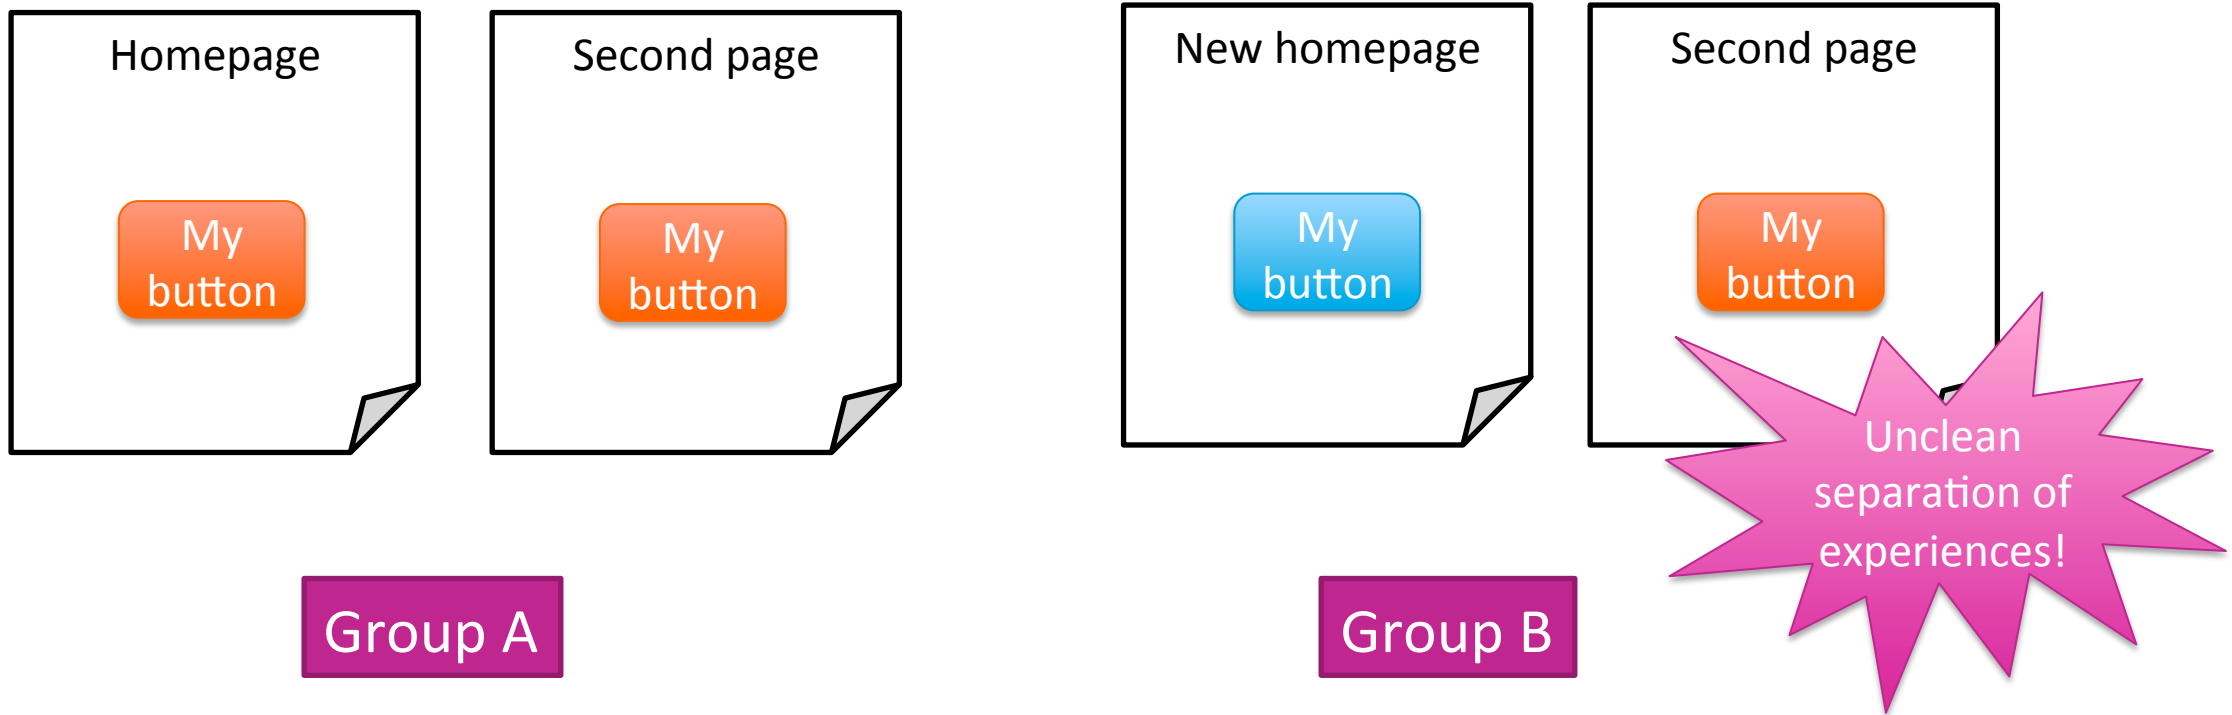 Homepage
My
button
Second page
My
button
Group A
New homepage
My
button
Second page
My
button
Unclean
separation of
experiences!
Group B